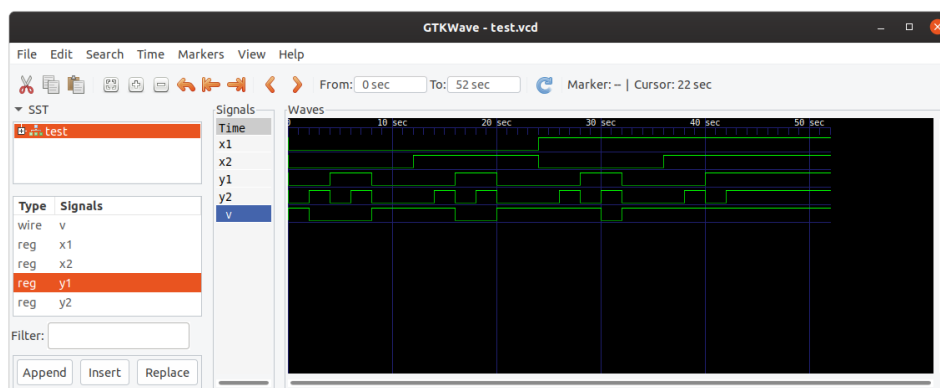 GTKWave - test.vcd
File Edit Search Time Markers View Help
From: 0 sec To: 52 sec Marker: -- | Cursor: 22 sec
SST
test
Type Signals
wire v
reg x1
reg x2
reg y1
reg y2
Filter:
Append Insert Replace
Signals
Time
x1
x2
y1
y2
v
Waves
10 sec 20 sec 30 sec 40 sec 50 sec